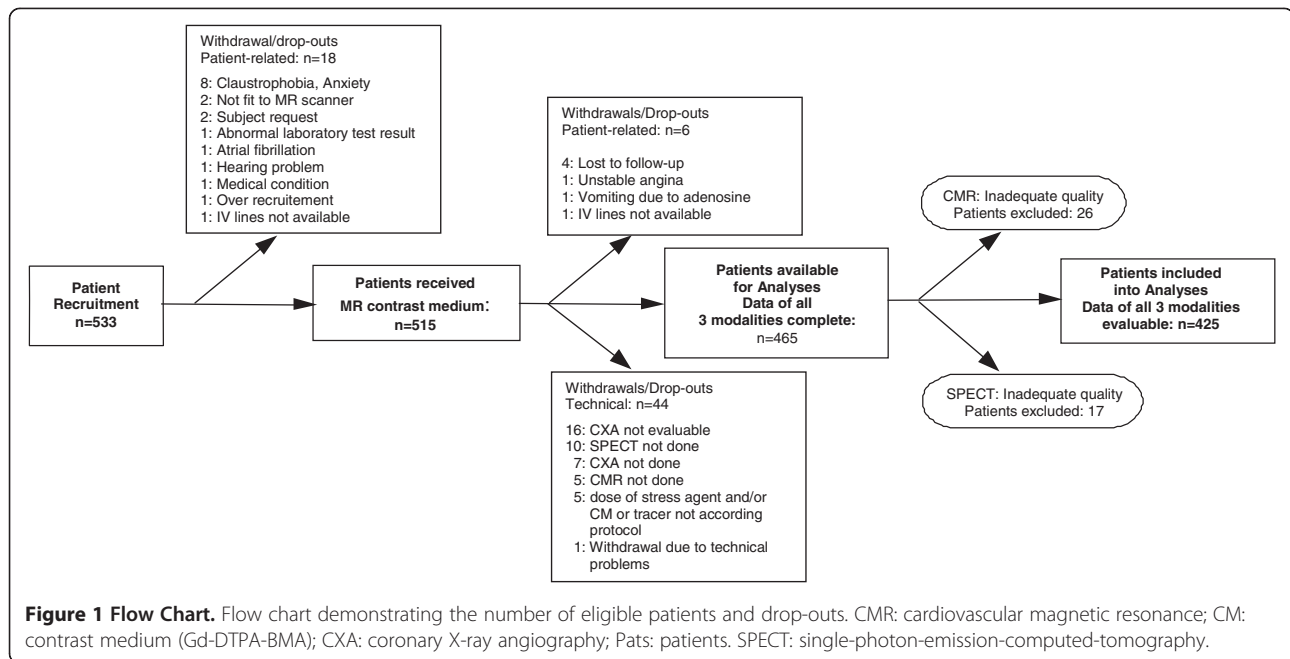 Withdrawal/drop-outs
Patient-related: n=18
8: Claustrophobia, Anxiety
2: Not fit to MR scanner
2: Subject request
1: Abnormal laboratory test result
1: Atrial fibrillation
1: Hearing problem
1: Medical condition
1: Over recruitement
1: IV lines not available
Withdrawals/Drop-outs
Patient-related: n=6
4: Lost to follow-up
1: Unstable angina
1: Vomiting due to adenosine
1: IV lines not available
CMR: Inadequate quality
Patients excluded: 26
Patient
Recruitment
n=533
Patients received
MR contrast medium:
n=515
Patients available
for Analyses
Data of all
3 modalities complete:
n=465
Patients included
into Analyses
Data of all 3 modalities
evaluable: n=425
Withdrawals/Drop-outs
Technical: n=44
16: CXA not evaluable
10: SPECT not done
7: CXA not done
5: CMR not done
5: dose of stress agent and/or
CM or tracer not according
protocol
1: Withdrawal due to technical
problems
SPECT: Inadequate quality
Patients excluded: 17
Figure 1 Flow Chart. Flow chart demonstrating the number of eligible patients and drop-outs. CMR: cardiovascular magnetic resonance; CM:
contrast medium (Gd-DTPA-BMA); CXA: coronary X-ray angiography; Pats: patients. SPECT: single-photon-emission-computed-tomography.